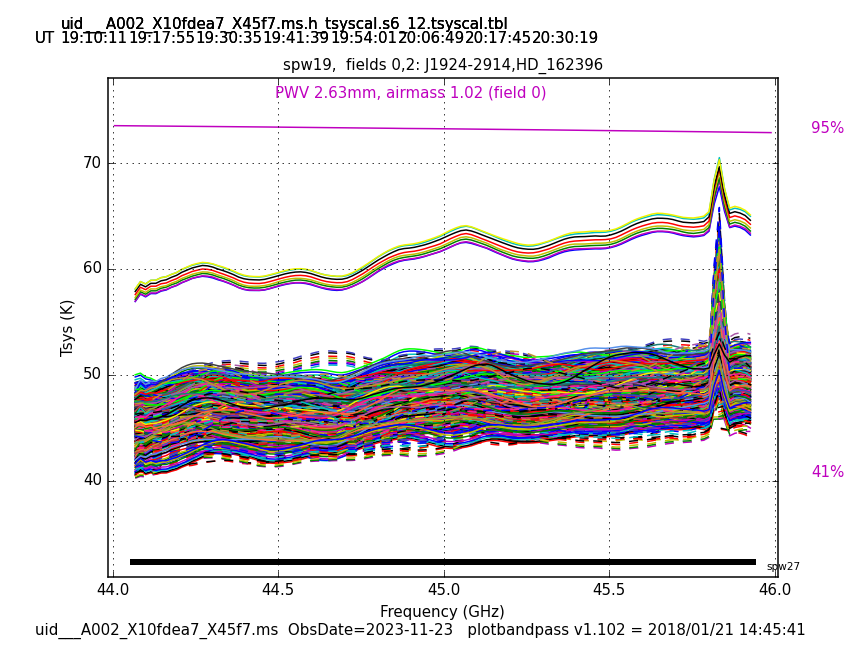 uid___A002_X10fdea7_X45f7.ms.h_tsyscal.s6_12.tsyscal.tbl
UT 19:10:11 19:17:55 19:30:35 19:41:39 19:54:01 20:06:49 20:17:45 20:30:19
spw19, fields 0,2: J1924-2914,HD_162396
PWV 2.63mm, airmass 1.02 (field 0)
95%
70
60
Tsys (K)
50
40
41%
spw27
44.0 44.5 45.0 45.5 46.0
Frequency (GHz)
uid___A002_X10fdea7_X45f7.ms ObsDate=2023-11-23 plotbandpass v1.102 = 2018/01/21 14:45:41